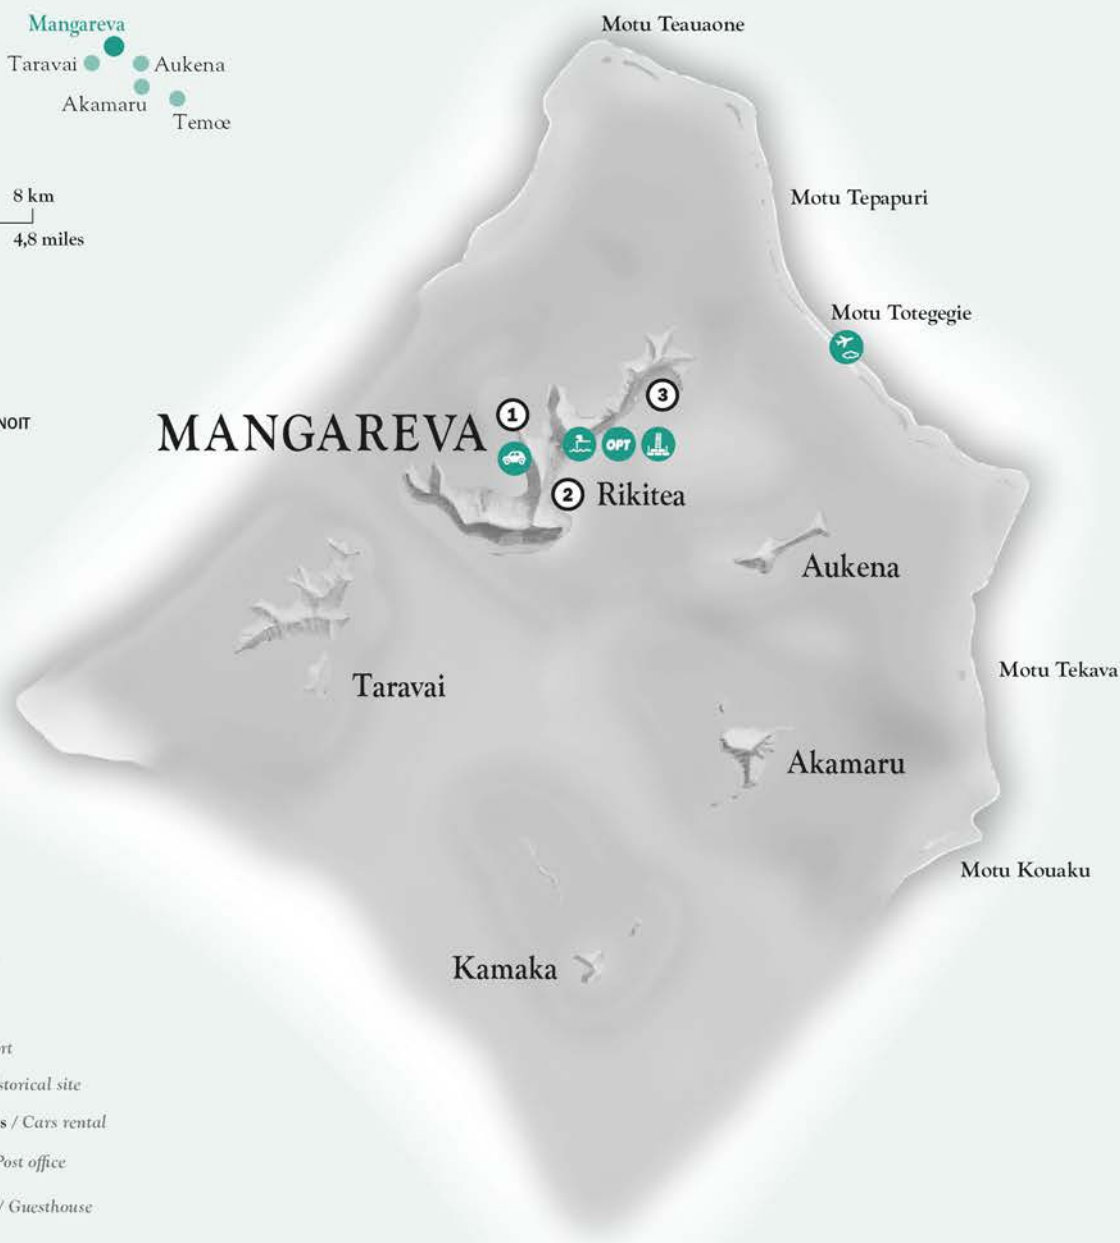 Mangareva
Taravai
Aukena
Akamaru
Temœ
Motu Teauaone
8 km
4,8 miles
Motu Tepapuri
Motu Totegegie
NOIT
MANGAREVA
1
3
OPT
2
Rikitea
Aukena
Motu Tekava
Taravai
Akamaru
Motu Kouaku
Kamaka
rt
storical site
s / Cars rental
Post office
/ Guesthouse